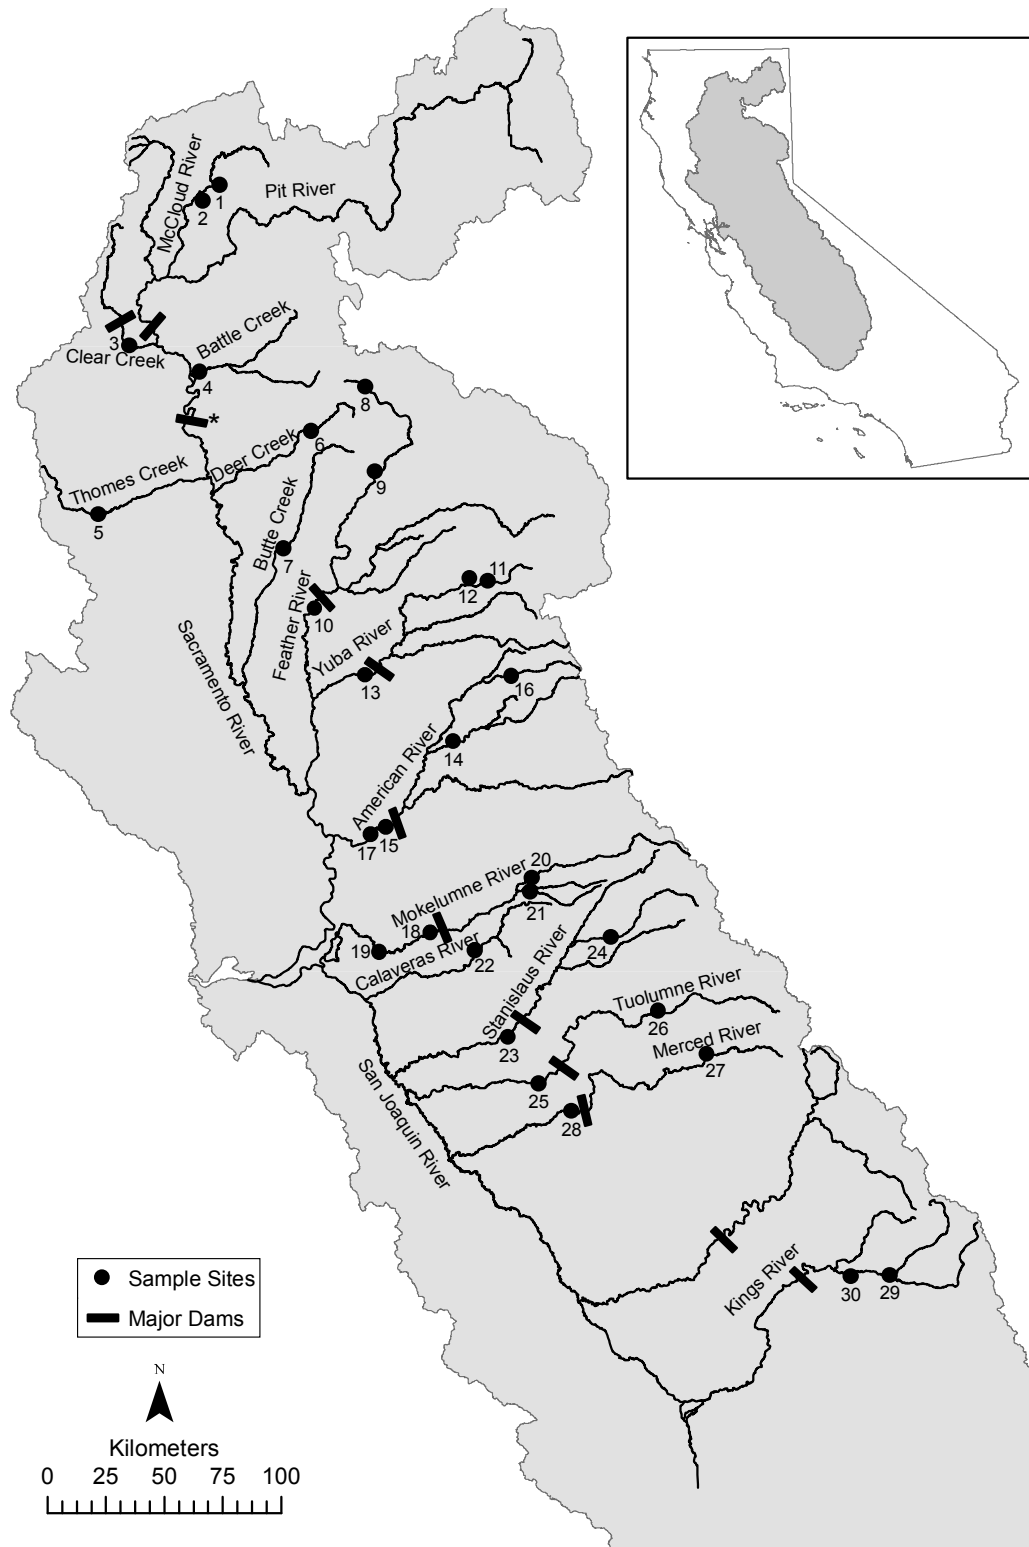 McCloud River
1
2
Pit River
3
Clear Creek
Battle Creek
4
*
8
6
Deer Creek
Thomes Creek
5
9
Butte Creek
7
11
12
Feather River
10
Yuba River
13
Sacramento River
16
14
American River
17
15
20
Mokelumne River
21
18
19
Calaveras River
22
24
Stanislaus River
23
Tuolumne River
26
Merced River
27
25
28
San Joaquin River
Kings River
30
29
Sample Sites
Major Dams
N
Kilometers
0 25 50 75 100